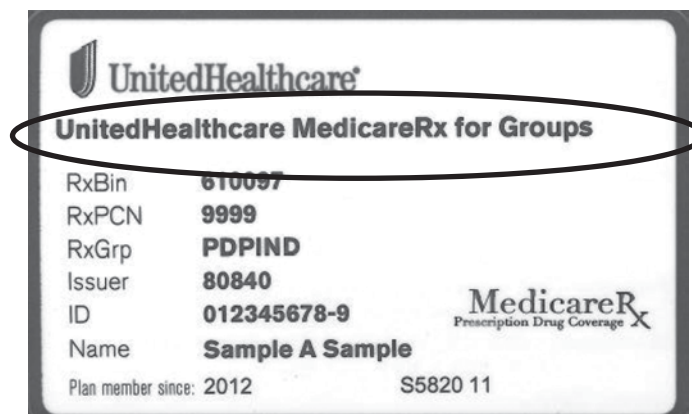 UnitedHealthcare®
UnitedHealthcare MedicareRx for Groups
RxBin 610097
RxPCN 9999
RxGrp PDPIND
Issuer 80840
ID 012345678-9
MedicareRx
Prescription Drug Coverage
Name Sample A Sample
Plan member since: 2012 S5820 11